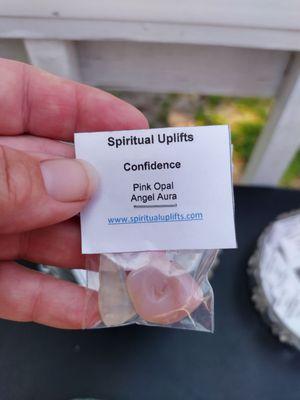 Spiritual Uplifts
Confidence
Pink Opal
Angel Aura
www.spiritualuplifts.com